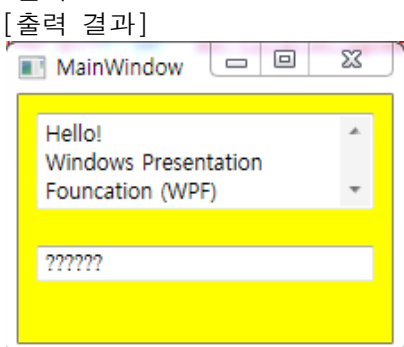 [출력 결과]
MainWindow
Hello!
Windows Presentation
Founcation (WPF)
??????